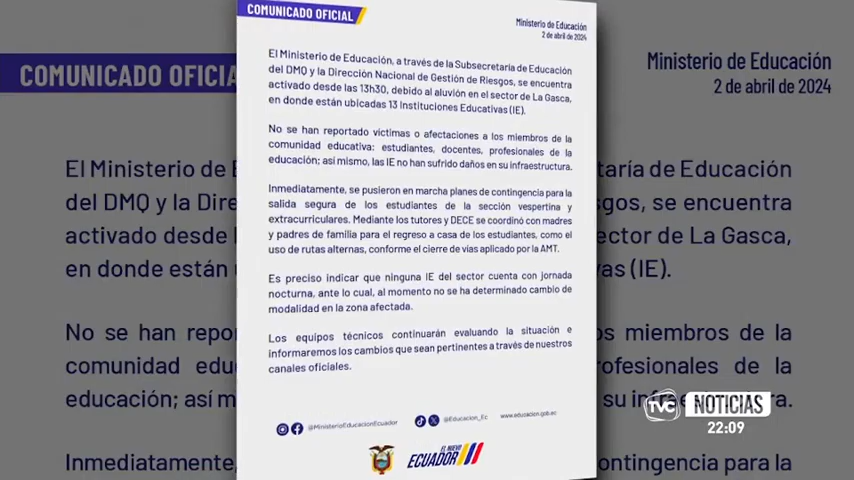 COMUNICADO OFICIAL
Ministerio de Educación
2 de abril de 2024
El Ministerio de Educación, a través de la Subsecretaría de Educación
del DMQ y la Dirección Nacional de Gestión de Riesgos, se encuentra
activado desde las 13h30, debido al aluvión en el sector de La Gasca,
en donde están ubicadas 13 Instituciones Educativas (IE).
No se han reportado víctimas o afectaciones a los miembros de la
comunidad educativa: estudiantes, docentes, profesionales de la
educación; así mismo, las IE no han sufrido daños en su infraestructura.
Inmediatamente, se pusieron en marcha planes de contingencia para la
salida segura de los estudiantes de la sección vespertina y
extracurriculares. Mediante los tutores y DECE se coordinó con madres
y padres de familia para el regreso a casa de los estudiantes, como el
uso de rutas alternas, conforme el cierre de vías aplicado por la AMT.
Es preciso indicar que ninguna IE del sector cuenta con jornada
nocturna, ante lo cual, al momento no se ha determinado cambio de
modalidad en la zona afectada.
Los equipos técnicos continuarán evaluando la situación e
informaremos los cambios que sean pertinentes a través de nuestros
canales oficiales.
@MinisterioEducacionEcuador @Educacion_Ec www.educacion.gob.ec
EL NUEVO
ECUADOR
COMUNICADO OFICIA
Ministerio de Educación
2 de abril de 2024
El Ministerio de E taría de Educación
del DMQ y la Dire sgos, se encuentra
activado desde l ector de La Gasca,
en donde están ivas (IE).
No se han repor os miembros de la
comunidad edu rofesionales de la
educación; así m su infraestructura.
Inmediatamente, ontingencia para la
TVC NOTICIAS
22:09